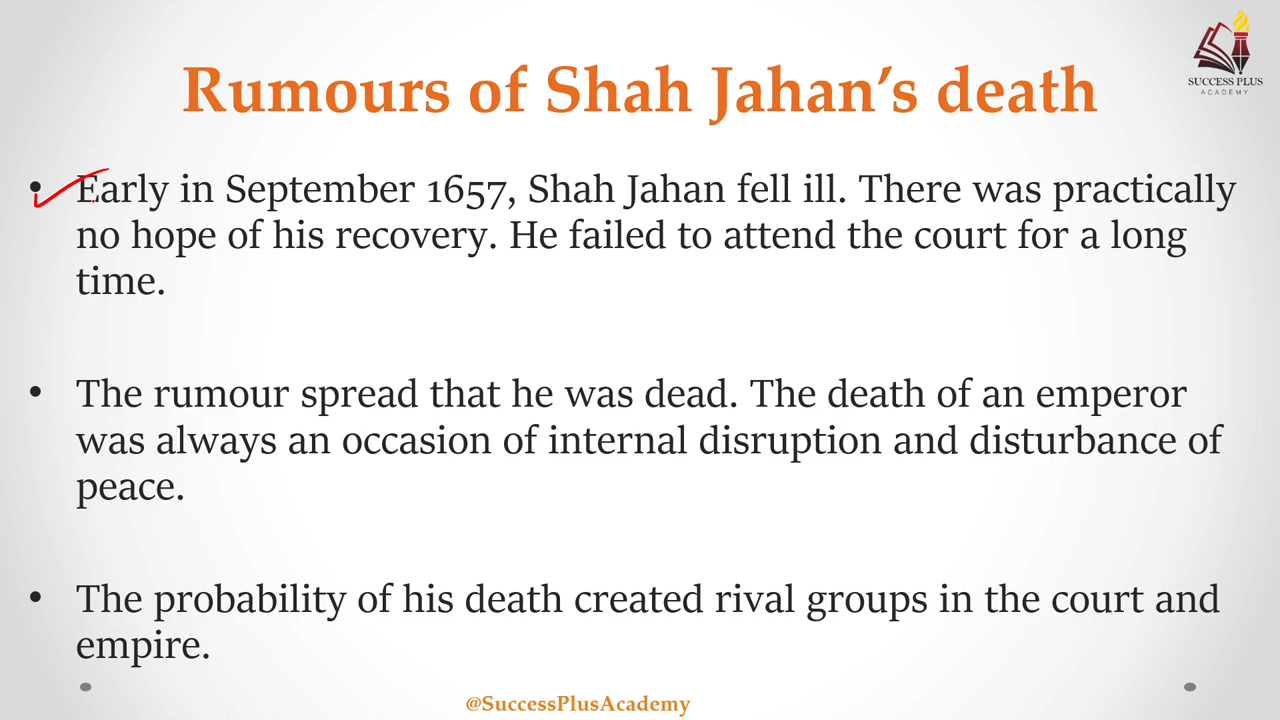 SUCCESS PLUS
ACADEMY
Rumours of Shah Jahan’s death
• Early in September 1657, Shah Jahan fell ill. There was practically
no hope of his recovery. He failed to attend the court for a long
time.
• The rumour spread that he was dead. The death of an emperor
was always an occasion of internal disruption and disturbance of
peace.
• The probability of his death created rival groups in the court and
empire.
@SuccessPlusAcademy